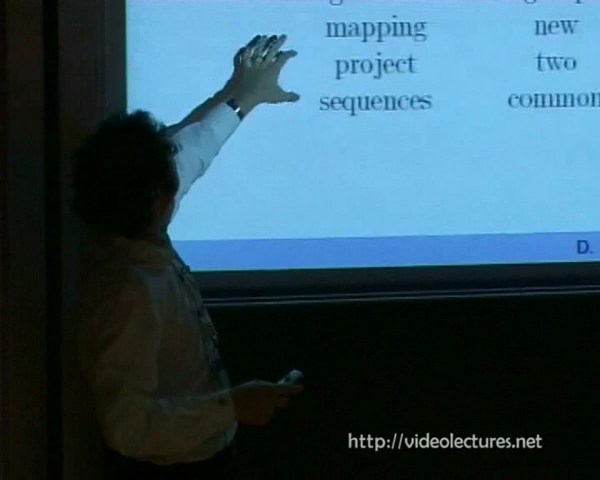 mapping new
project two
sequences common
D.
http://videolectures.net